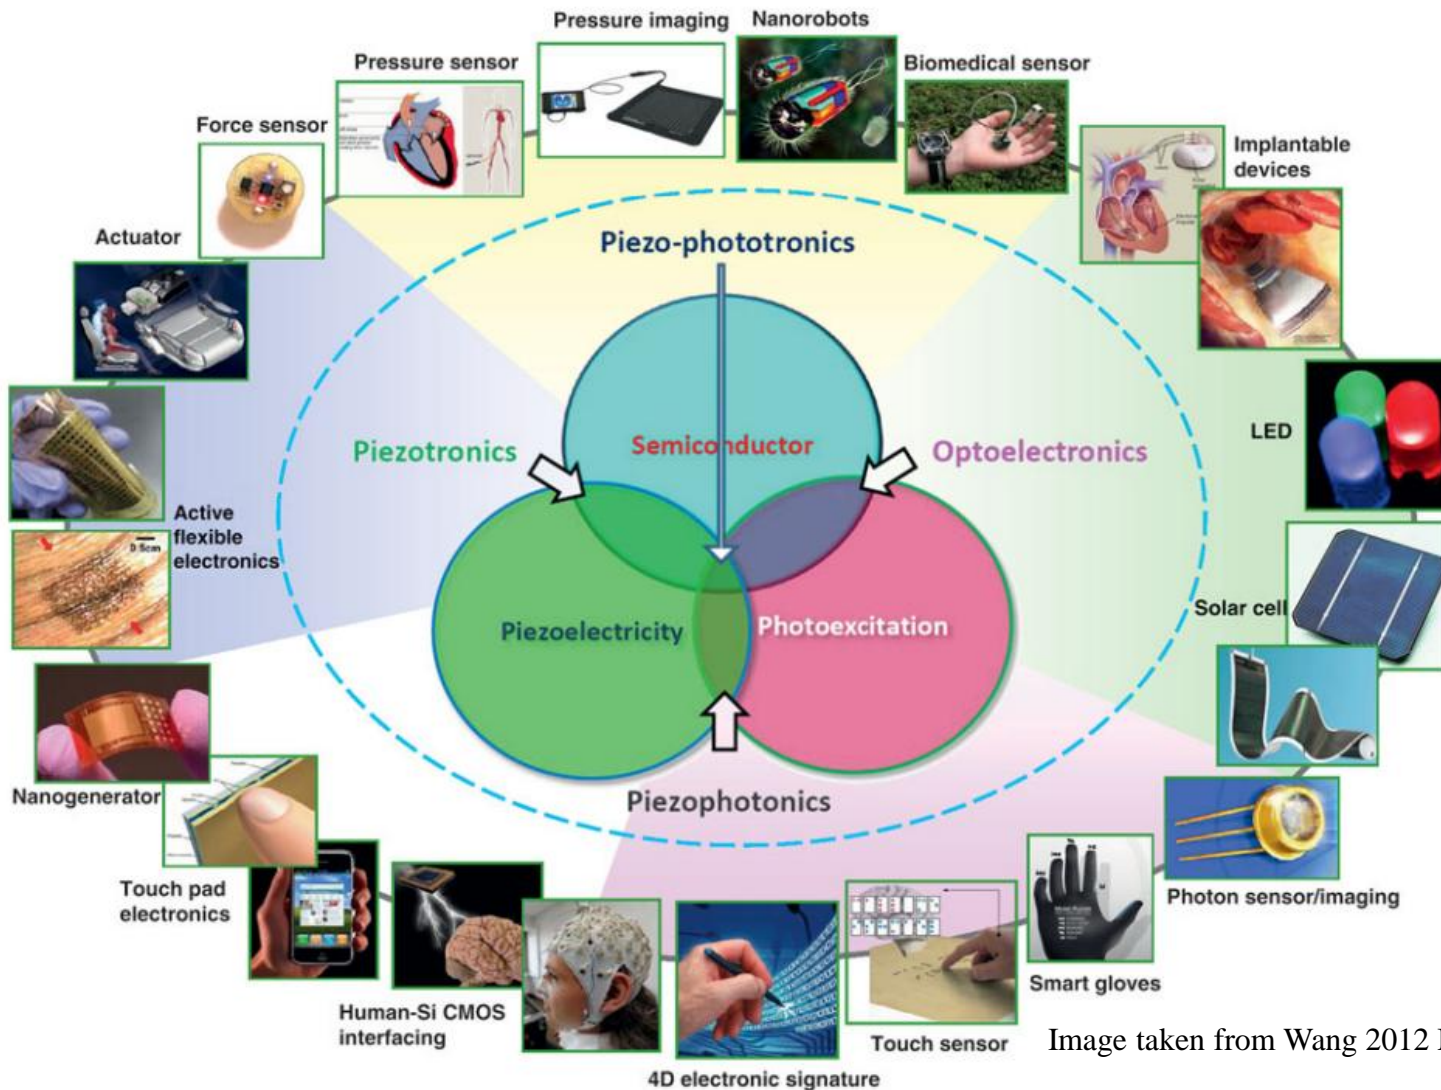 Pressure imaging
Nanorobots
Pressure sensor
Biomedical sensor
Force sensor
Implantable
devices
Actuator
Piezo-phototronics
LED
Piezotronics
Semiconductor
Optoelectronics
Active
flexible
electronics
0.5cm
Solar cell
Piezoelectricity
Photoexcitation
Nanogenerator
Piezophotonics
Touch pad
electronics
Photon sensor/imaging
Smart gloves
Human-Si CMOS
interfacing
Touch sensor
Image taken from Wang 2012
4D electronic signature